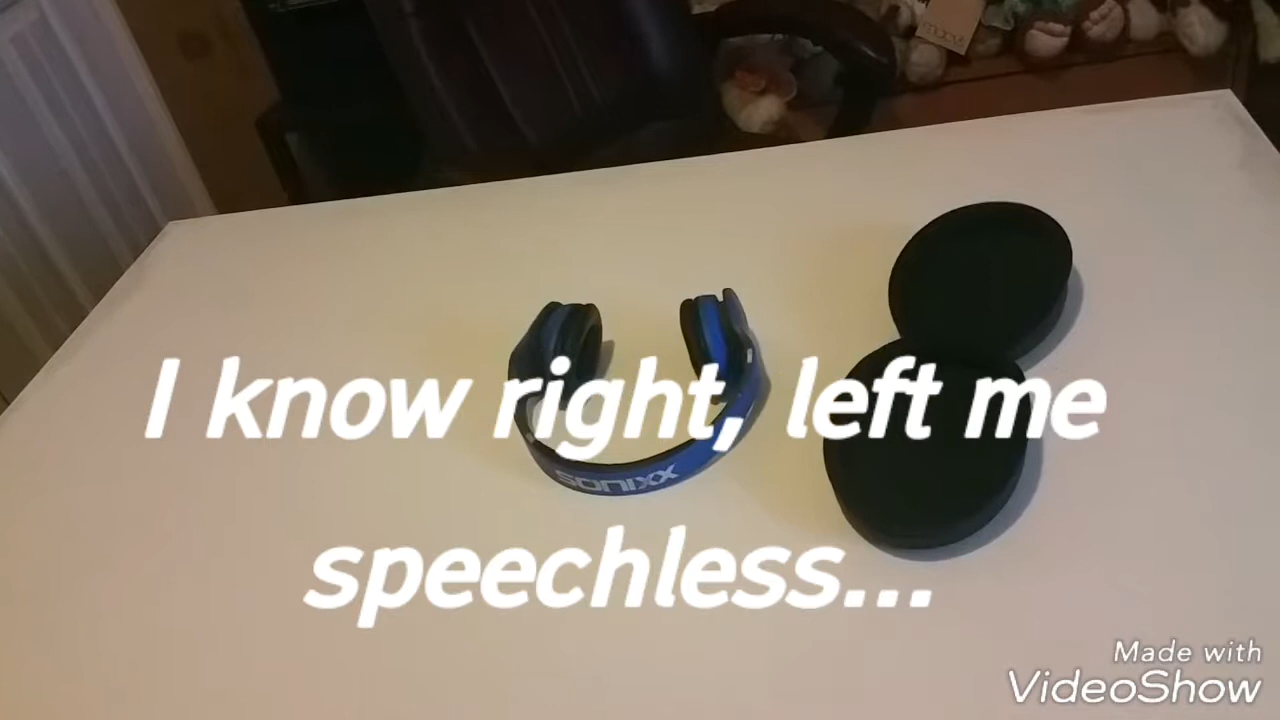 I know right, left me
SONIXX
speechless...
Made with
VideoShow